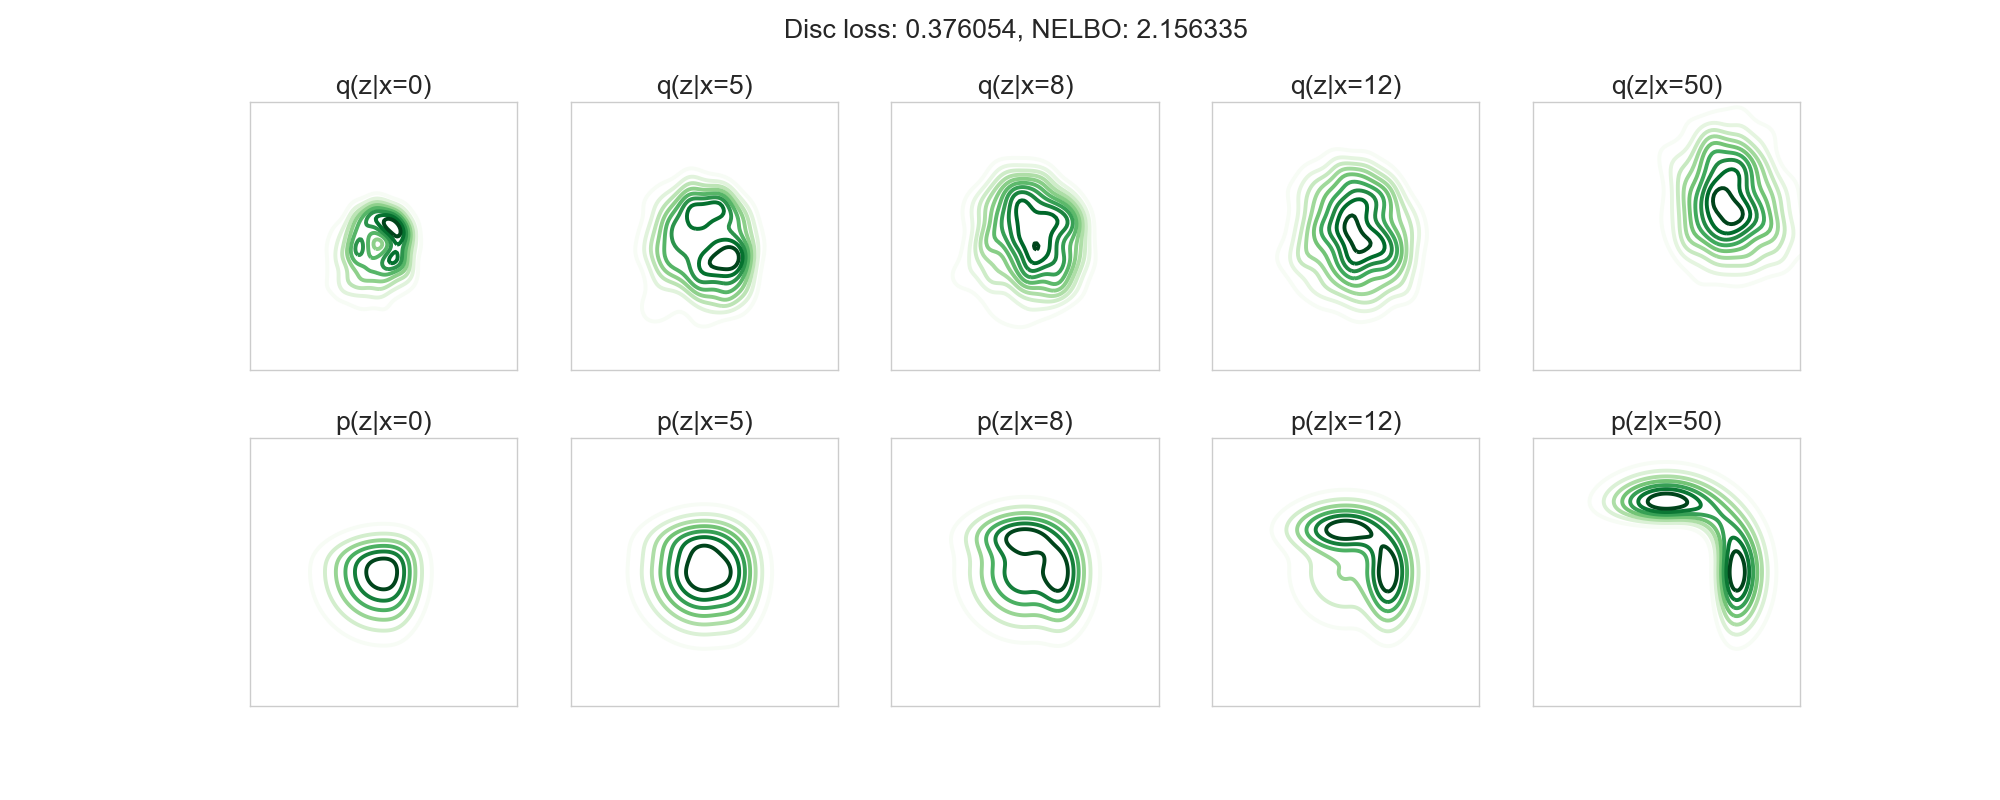 Disc loss: 0.376054, NELBO: 2.156335
q(z|x=0) q(z|x=5) q(z|x=8) q(z|x=12) q(z|x=50)
p(z|x=0) p(z|x=5) p(z|x=8) p(z|x=12) p(z|x=50)